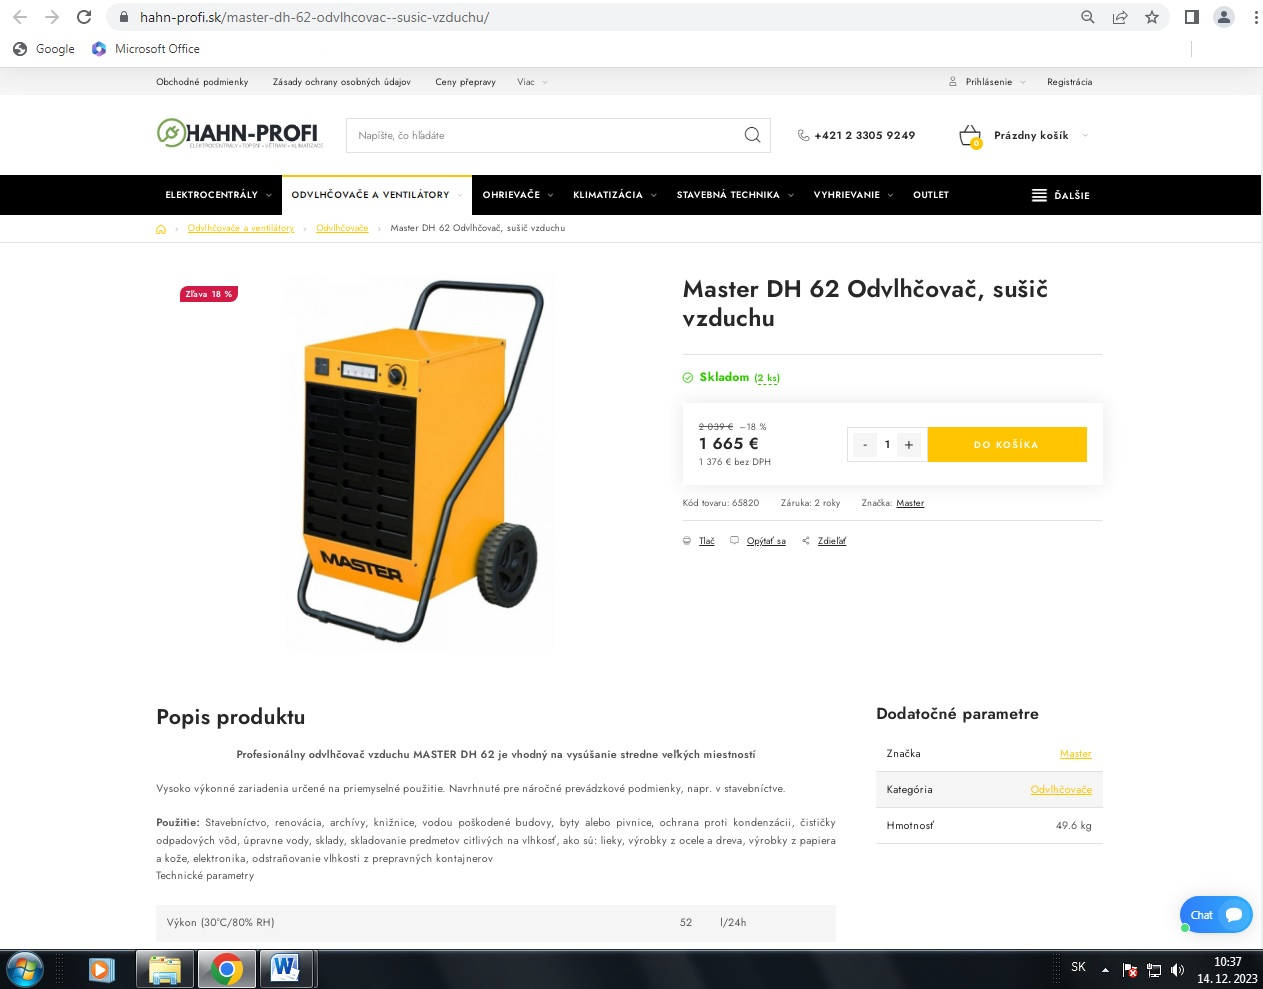 hahn-profi.sk/master-dh-62-odvlhcovac--susic-vzduchu/
Google Microsoft Office
Obchodné podmienky Zásady ochrany osobných údajov Ceny přepravy Viac Prihlásenie Registrácia
HAHN-PROFI
ELEKTROCENTRÁLY • TOPENÍ • VĚTRÁNÍ • KLIMATIZACE
Napíšte, čo hľadáte
+421 2 3305 9249
0
Prázdny košík
ELEKTROCENTRÁLY ODVLHČOVAČE A VENTILÁTORY OHRIEVAČE KLIMATIZÁCIA STAVEBNÁ TECHNIKA VYHRIEVANIE OUTLET ĎALŠIE
Odvlhčovače a ventilátory Odvlhčovače Master DH 62 Odvlhčovač, sušič vzduchu
Zľava 18 %
MASTER
Master DH 62 Odvlhčovač, sušič
vzduchu
Skladom (2 ks)
2 039 € –18 %
1 665 €
1 376 € bez DPH
- 1 +
DO KOŠÍKA
Kód tovaru: 65820 Záruka: 2 roky Značka: Master
Tlač Opýtať sa Zdieľať
Popis produktu
Profesionálny odvlhčovač vzduchu MASTER DH 62 je vhodný na vysúšanie stredne veľkých miestností
Vysoko výkonné zariadenia určené na priemyselné použitie. Navrhnuté pre náročné prevádzkové podmienky, napr. v stavebníctve.
Použitie: Stavebníctvo, renovácia, archívy, knižnice, vodou poškodené budovy, byty alebo pivnice, ochrana proti kondenzácii, čističky
odpadových vôd, úpravne vody, sklady, skladovanie predmetov citlivých na vlhkosť, ako sú: lieky, výrobky z ocele a dreva, výrobky z papiera
a kože, elektronika, odstraňovanie vlhkosti z prepravných kontajnerov
Technické parametry
Výkon (30°C/80% RH) 52 l/24h
Dodatočné parametre
Značka Master
Kategória Odvlhčovače
Hmotnosť 49.6 kg
Chat
SK
10:37
14. 12. 2023